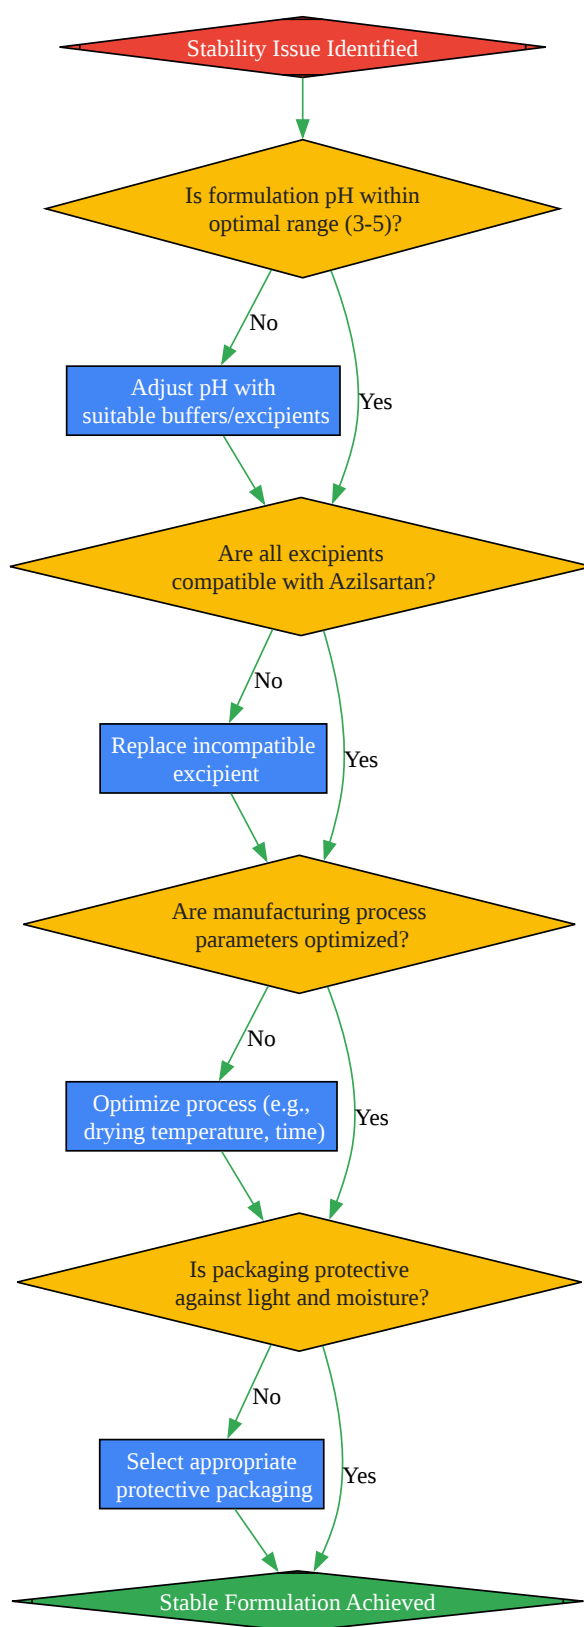 Stability Issue Identified
Is formulation pH within
optimal range (3-5)?
No
Yes
Adjust pH with
suitable buffers/excipients
Are all excipients
compatible with Azilsartan?
No
Yes
Replace incompatible
excipient
Are manufacturing process
parameters optimized?
No
Yes
Optimize process (e.g.,
drying temperature, time)
Is packaging protective
against light and moisture?
No
Yes
Select appropriate
protective packaging
Stable Formulation Achieved